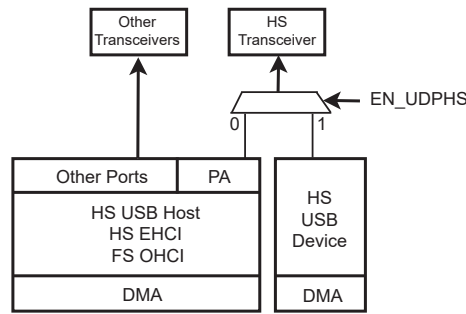 Other
Transceivers
HS
Transceiver
EN_UDPHS
0
1
Other Ports
PA
HS USB Host
HS EHCI
FS OHCI
DMA
HS
USB
Device
DMA